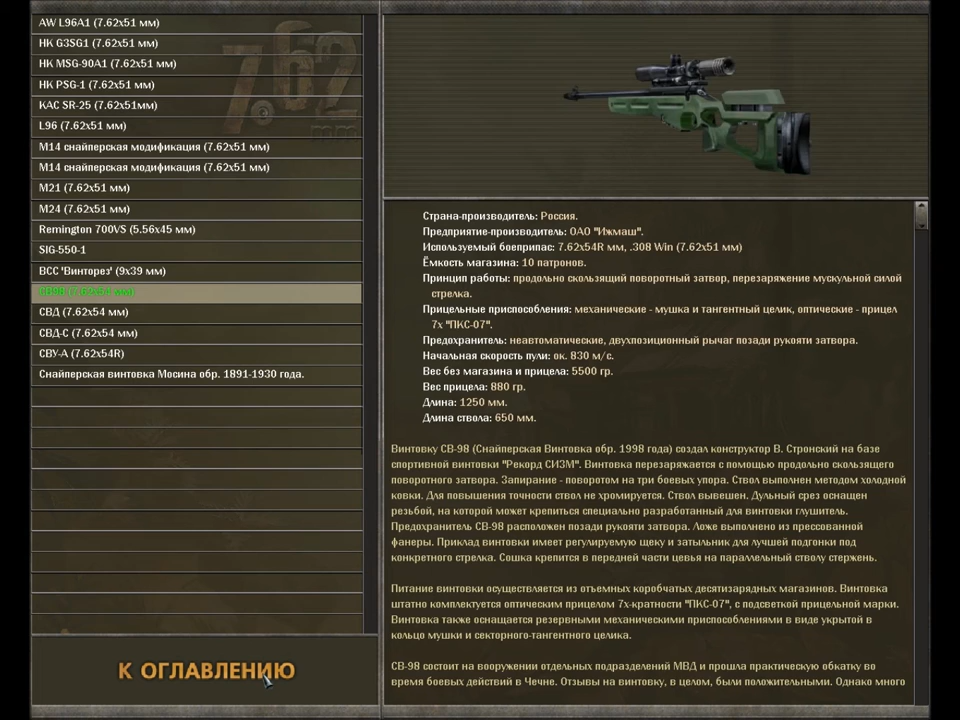 7.62
AW L96A1 (7.62x51 мм)
HK G3SG1 (7.62x51 мм)
HK MSG-90A1 (7.62x51 мм)
HK PSG-1 (7.62x51 мм)
KAC SR-25 (7.62x51мм)
L96 (7.62x51 мм)
M14 снайперская модификация (7.62x51 мм)
M14 снайперская модификация (7.62x51 мм)
M21 (7.62x51 мм)
M24 (7.62x51 мм)
Remington 700VS (5.56x45 мм)
SIG-550-1
ВСС 'Винторез' (9x39 мм)
СВ98 (7.62x54 мм)
СВД (7.62x54 мм)
СВД-С (7.62x54 мм)
СВУ-А (7.62x54R)
Снайперская винтовка Мосина обр. 1891-1930 года.
К ОГЛАВЛЕНИЮ
Страна-производитель: Россия.
Предприятие-производитель: ОАО "Ижмаш".
Используемый боеприпас: 7.62x54R мм, .308 Win (7.62x51 мм)
Ёмкость магазина: 10 патронов.
Принцип работы: продольно скользящий поворотный затвор, перезаряжение мускульной силой
стрелка.
Прицельные приспособления: механические - мушка и тангентный целик, оптические - прицел
7x "ПКС-07".
Предохранитель: неавтоматические, двухпозиционный рычаг позади рукояти затвора.
Начальная скорость пули: ок. 830 м/с.
Вес без магазина и прицела: 5500 гр.
Вес прицела: 880 гр.
Длина: 1250 мм.
Длина ствола: 650 мм.
Винтовку СВ-98 (Снайперская Винтовка обр. 1998 года) создал конструктор В. Стронский на базе
спортивной винтовки "Рекорд СИЗМ". Винтовка перезаряжается с помощью продольно скользящего
поворотного затвора. Запирание - поворотом на три боевых упора. Ствол выполнен методом холодной
ковки. Для повышения точности ствол не хромируется. Ствол вывешен. Дульный срез оснащен
резьбой, на которой может крепиться специально разработанный для винтовки глушитель.
Предохранитель СВ-98 расположен позади рукояти затвора. Ложе выполнено из прессованной
фанеры. Приклад винтовки имеет регулируемую щеку и затыльник для лучшей подгонки под
конкретного стрелка. Сошка крепится в передней части цевья на параллельный стволу стержень.
Питание винтовки осуществляется из отъемных коробчатых десятизарядных магазинов. Винтовка
штатно комплектуется оптическим прицелом 7x-кратности "ПКС-07", с подсветкой прицельной марки.
Винтовка также оснащается резервными механическими приспособлениями в виде укрытой в
кольцо мушки и секторного-тангентного целика.
СВ-98 состоит на вооружении отдельных подразделений МВД и прошла практическую обкатку во
время боевых действий в Чечне. Отзывы на винтовку, в целом, были положительными. Однако много